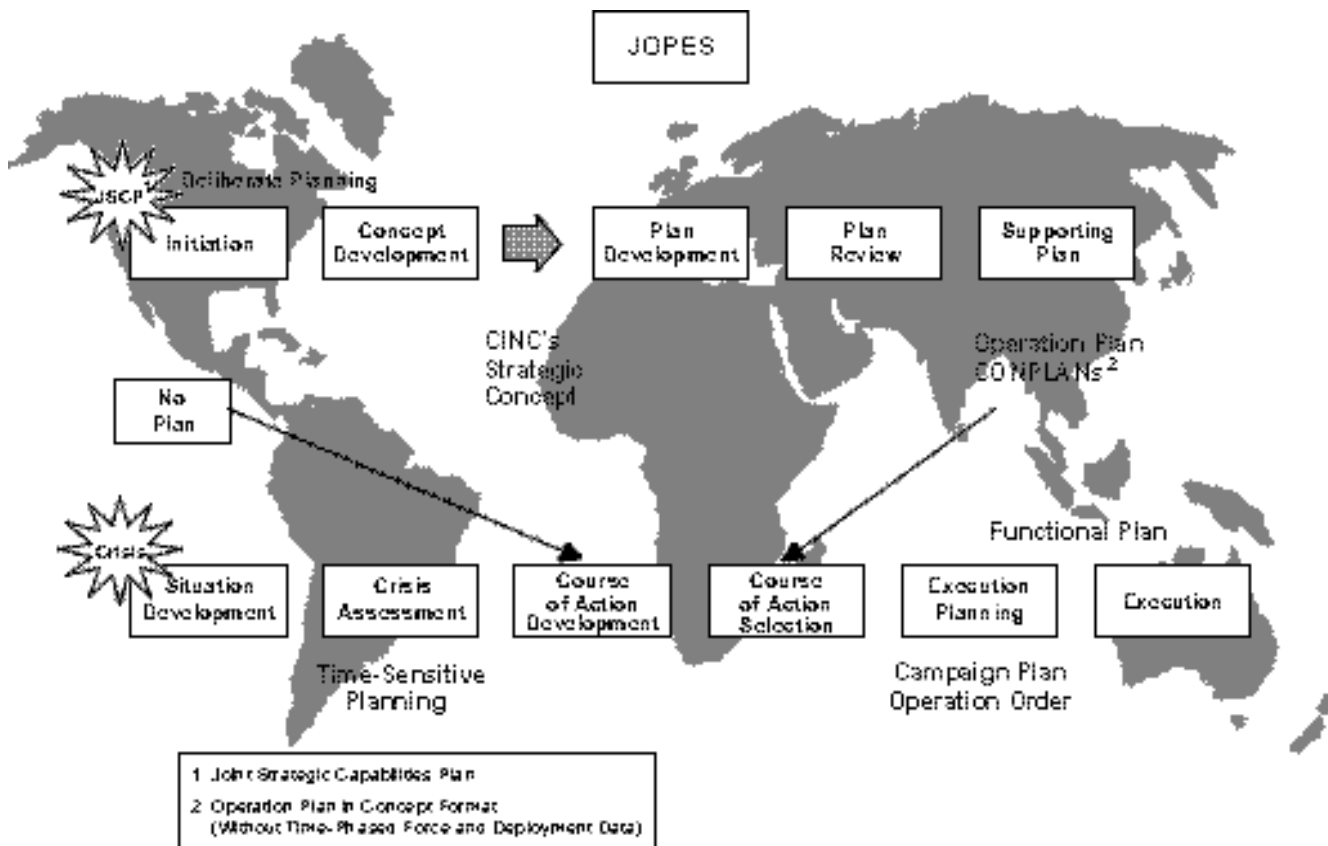 JOPES
JSCP
Deliberate Planning
Initiation
Concept
Development
Plan
Development
Plan
Review
Supporting
Plan
CINC's
Strategic
Concept
Operation Plan
CONPLANs²
No
Plan
Functional Plan
Crisis
Situation
Development
Crisis
Assessment
Course
of Action
Development
Course
of Action
Selection
Execution
Planning
Execution
Time-Sensitive
Planning
Campaign Plan
Operation Order
1 Joint Strategic Capabilities Plan
2 Operation Plan in Concept Format
(Without Time-Phased Force and Deployment Data)